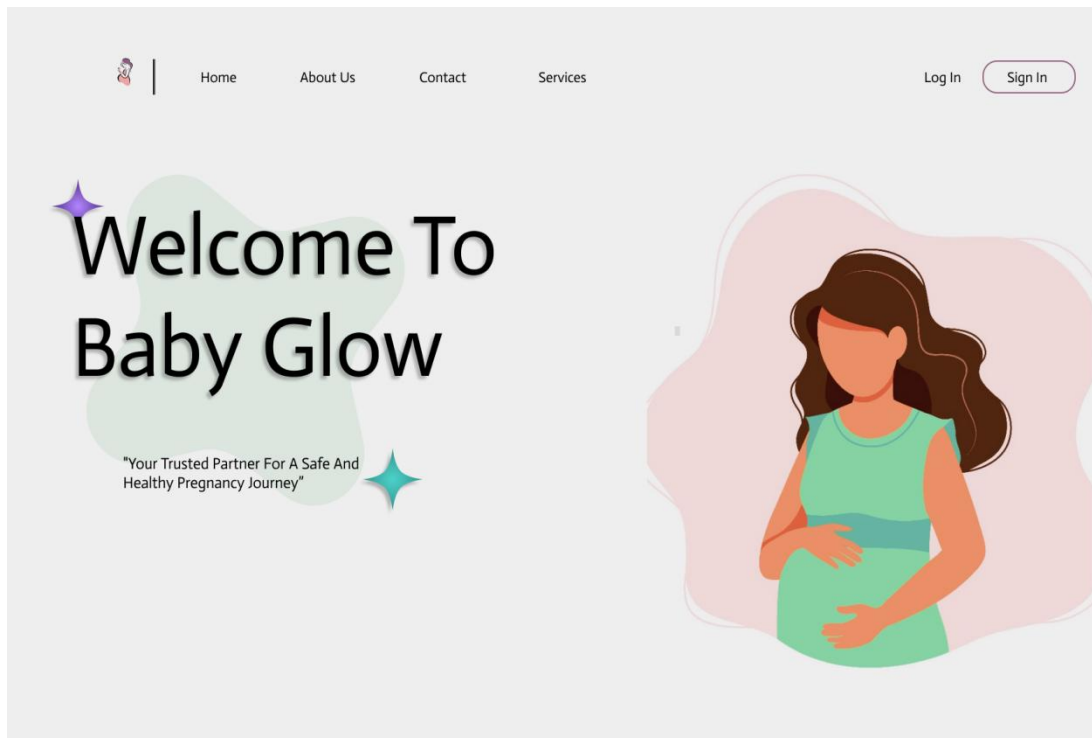 Home
About Us
Contact
Services
Log In
Sign In
Welcome To
Baby Glow
"Your Trusted Partner For A Safe And
Healthy Pregnancy Journey"